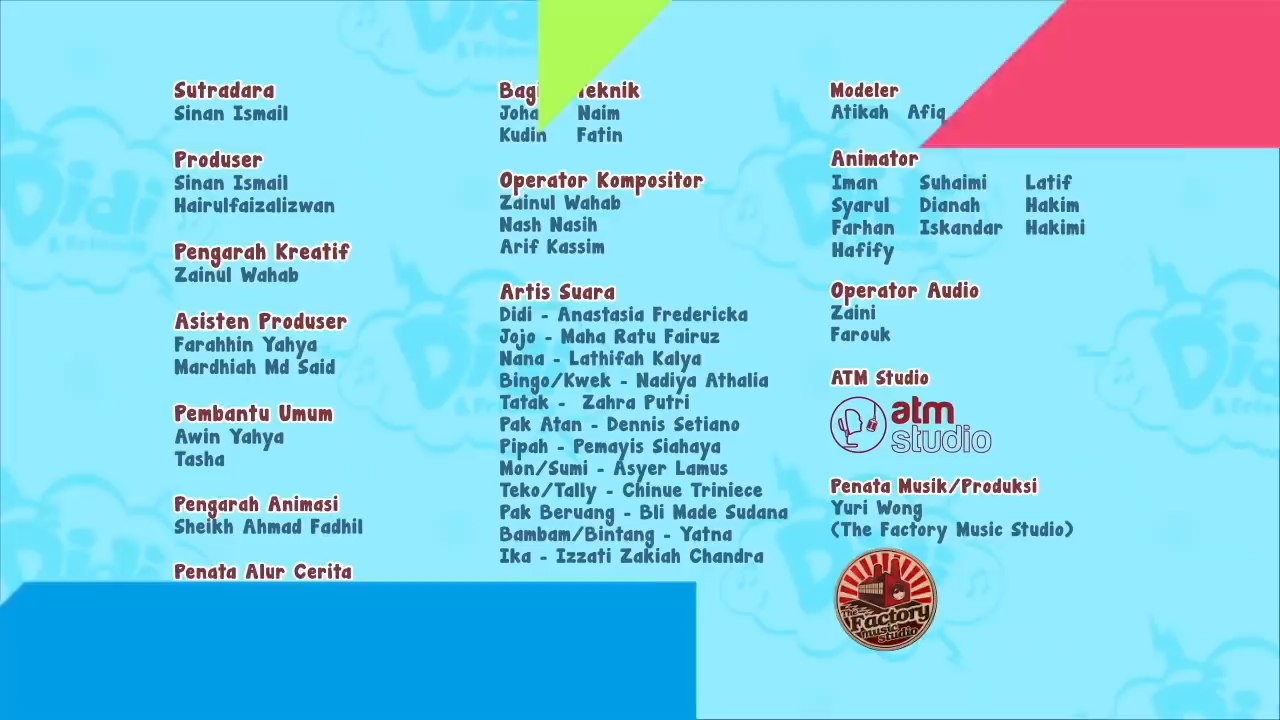 Sutradara
Sinan Ismail
Produser
Sinan Ismail
Hairulfaizalizwan
Pengarah Kreatif
Zainul Wahab
Asisten Produser
Farahhin Yahya
Mardhiah Md Said
Pembantu Umum
Awin Yahya
Tasha
Pengarah Animasi
Sheikh Ahmad Fadhil
Penata Alur Cerita
Naim
Kudin Fatin
Operator Kompositor
Zainul Wahab
Nash Nasih
Arif Kassim
Artis Suara
Didi - Anastasia Fredericka
Jojo - Maha Ratu Fairuz
Nana - Lathifah Kalya
Bingo/Kwek - Nadiya Athalia
Tatak - Zahra Putri
Pak Atan - Dennis Setiano
Pipah - Pemayis Siahaya
Mon/Sumi - Asyer Lamus
Teko/Tally - Chinue Triniece
Pak Beruang - Bli Made Sudana
Bambam/Bintang - Yatna
Ika - Izzati Zakiah Chandra
Modeler
Atikah Afiq
Animator
Iman Suhaimi Latif
Syarul Dianah Hakim
Farhan Iskandar Hakimi
Hafify
Operator Audio
Zaini
Farouk
ATM Studio
atm
studio
Penata Musik/Produksi
Yuri Wong
(The Factory Music Studio)
The
Factory
music
studio
Didi
& Friends